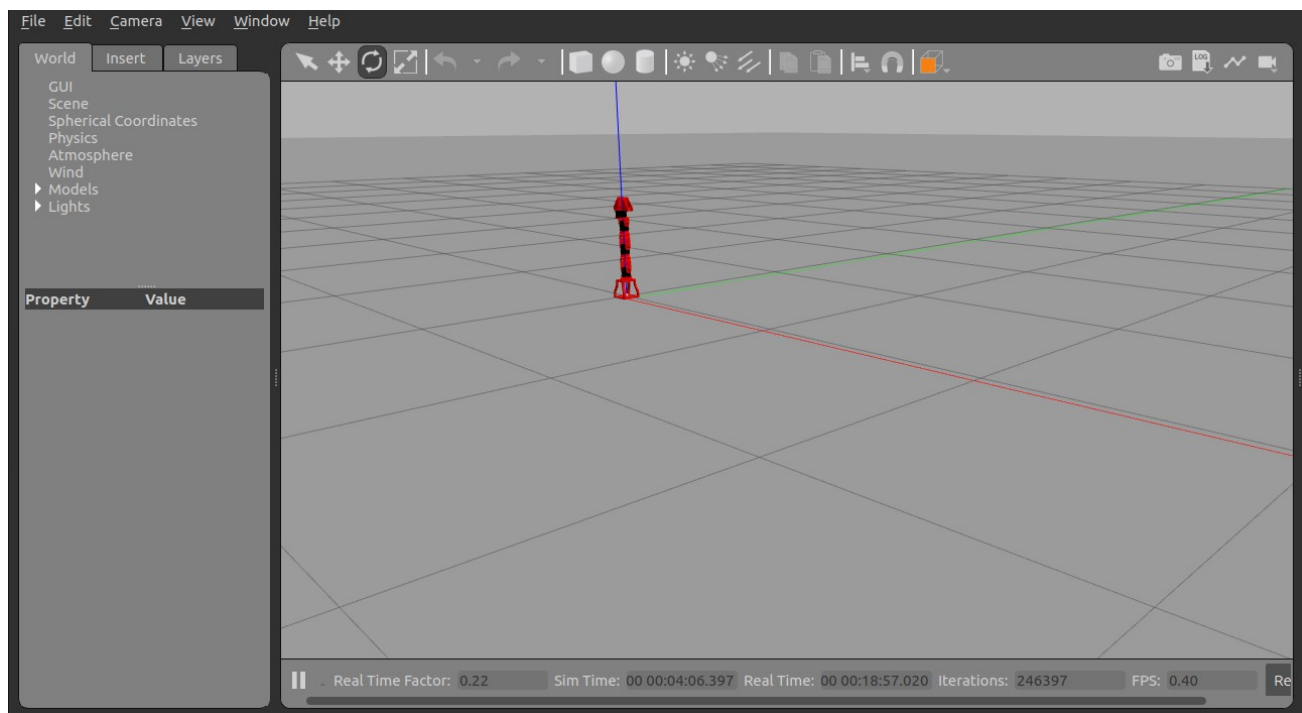 File Edit Camera View Window Help
World Insert Layers
GUI
Scene
Spherical Coordinates
Physics
Atmosphere
Wind
Models
Lights
Property Value
LOG
Real Time Factor: 0.22 Sim Time: 00 00:04:06.397 Real Time: 00 00:18:57.020 Iterations: 246397 FPS: 0.40 Re